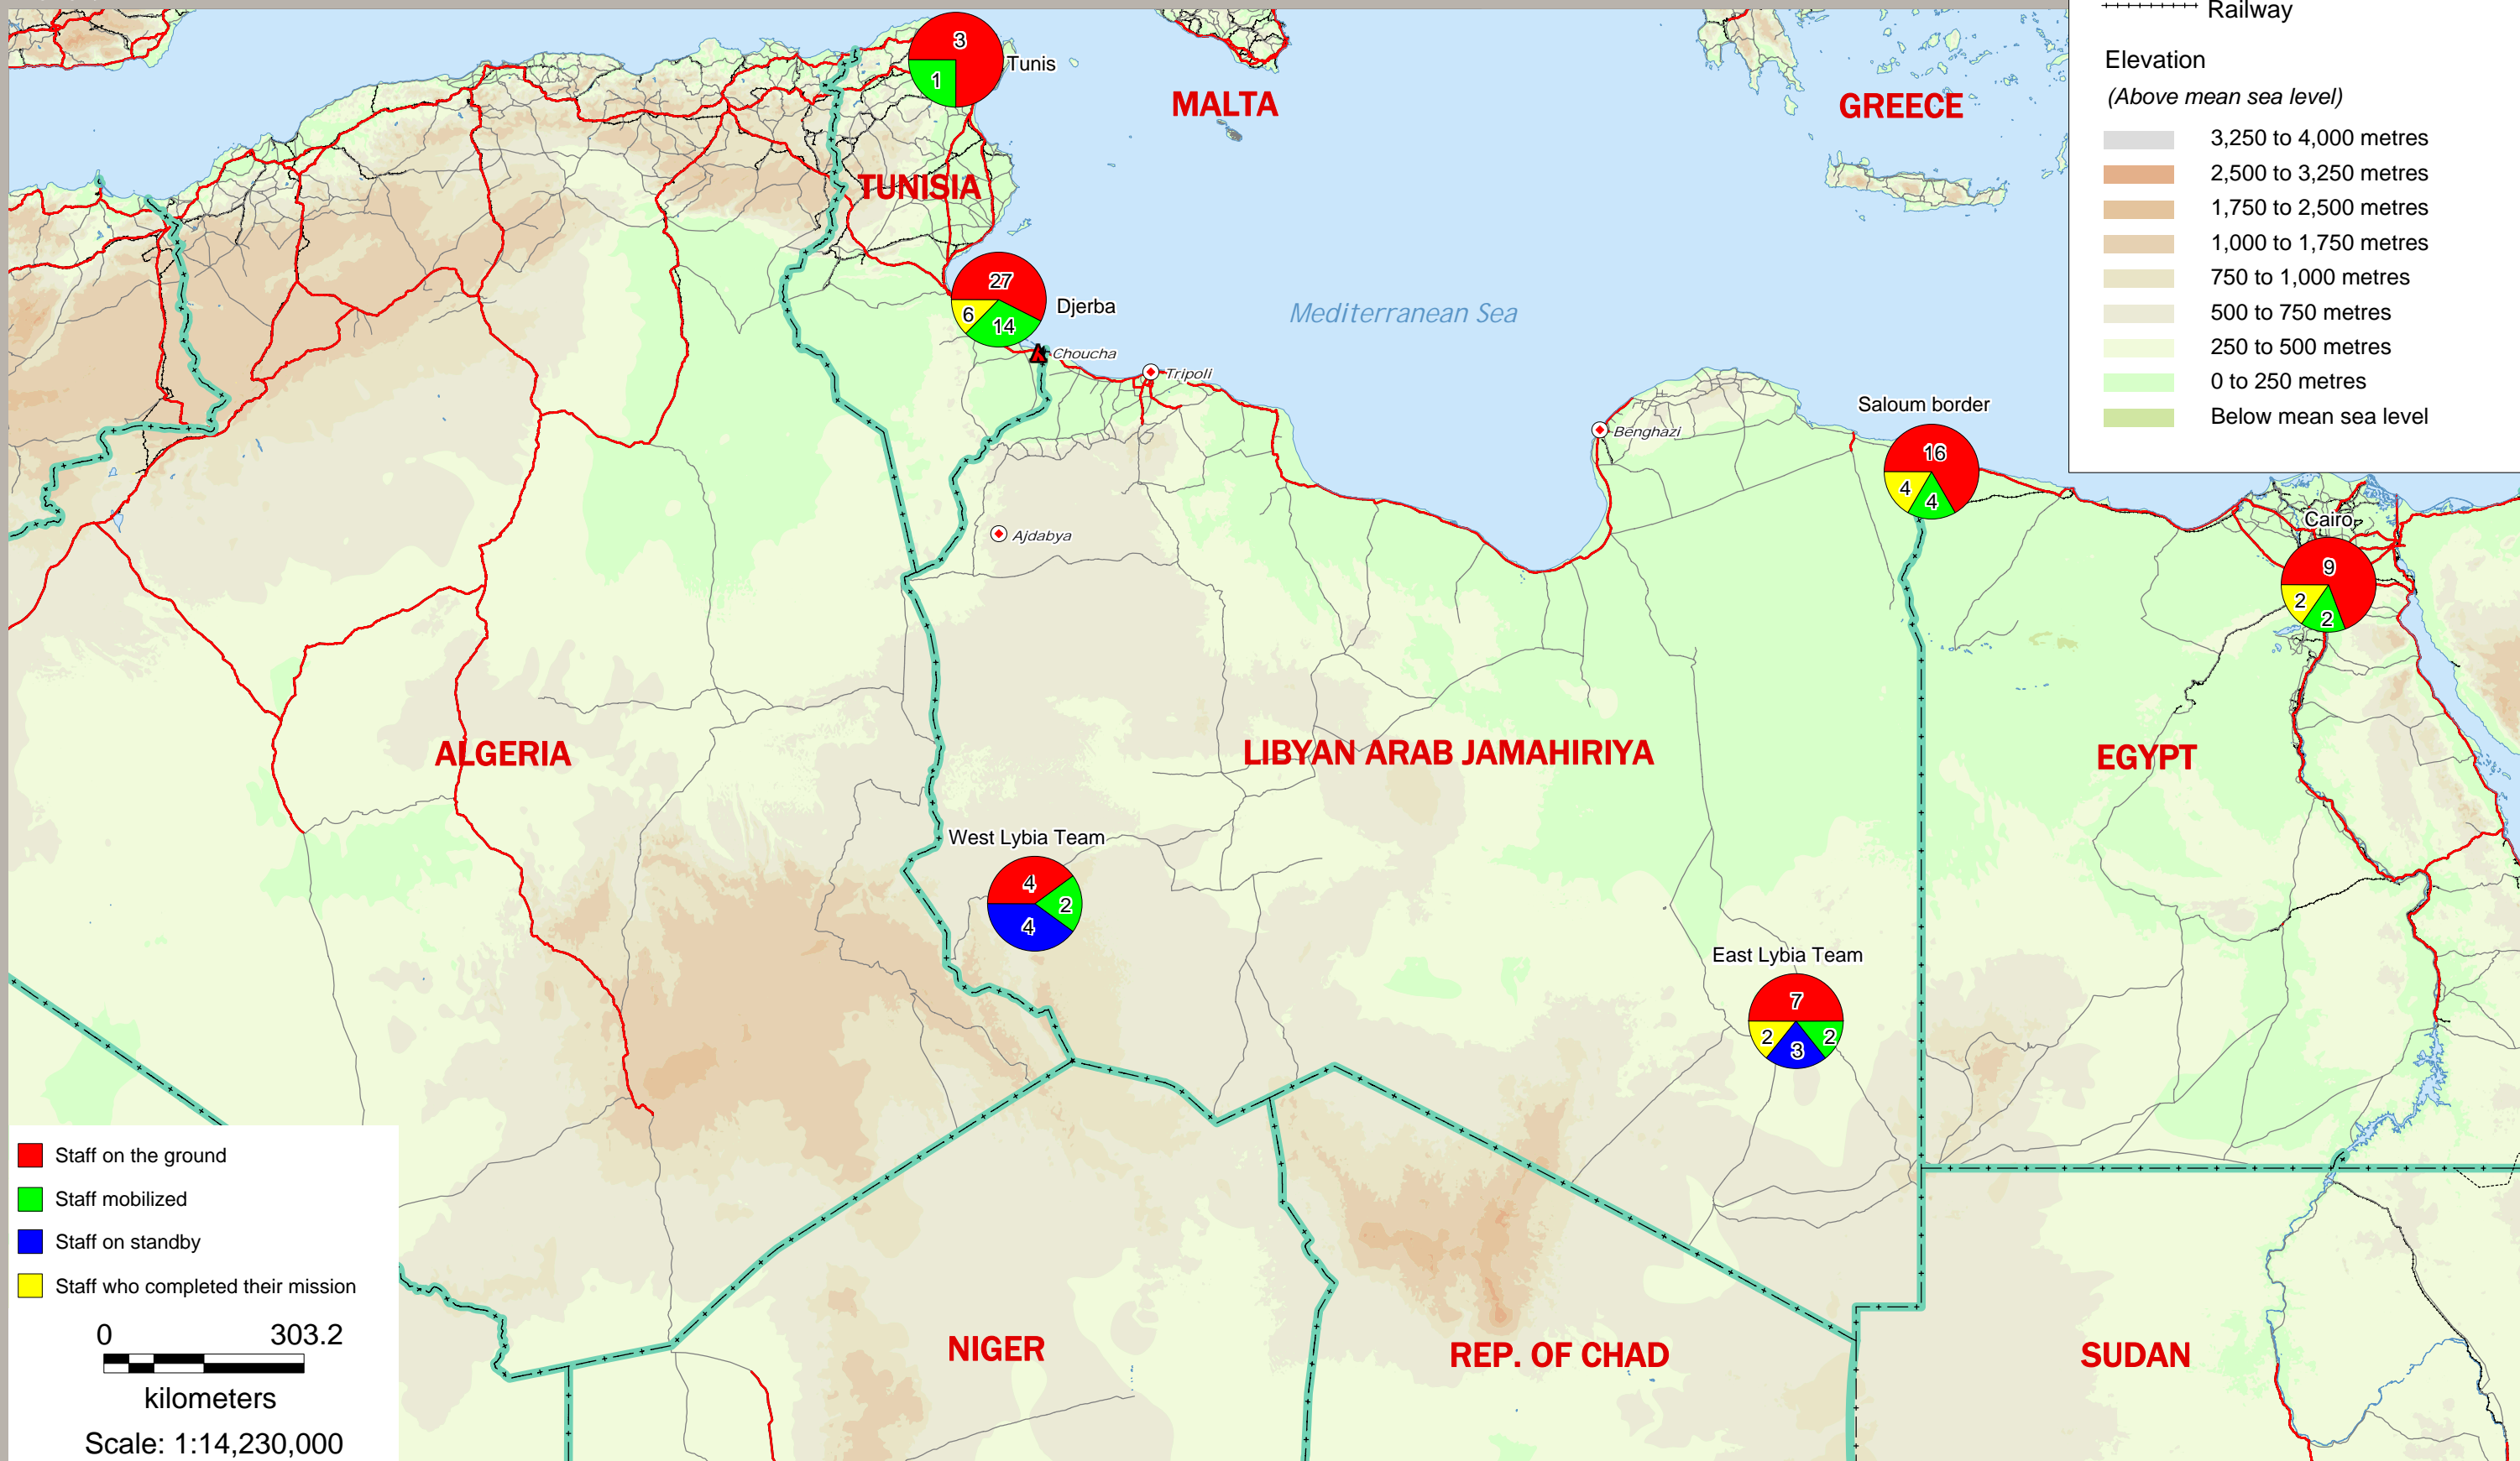 Railway
Elevation
(Above mean sea level)
3,250 to 4,000 metres
2,500 to 3,250 metres
1,750 to 2,500 metres
1,000 to 1,750 metres
750 to 1,000 metres
500 to 750 metres
250 to 500 metres
0 to 250 metres
Below mean sea level
3
1
Tunis
MALTA
GREECE
TUNISIA
27
6
14
Djerba
Mediterranean Sea
Choucha
Tripoli
Saloum border
Benghazi
16
4
4
Ajdabya
Cairo
9
2
2
ALGERIA
LIBYAN ARAB JAMAHIRIYA
EGYPT
West Lybia Team
4
2
4
East Lybia Team
7
2
3
2
Staff on the ground
Staff mobilized
Staff on standby
Staff who completed their mission
0 303.2
kilometers
Scale: 1:14,230,000
NIGER
REP. OF CHAD
SUDAN